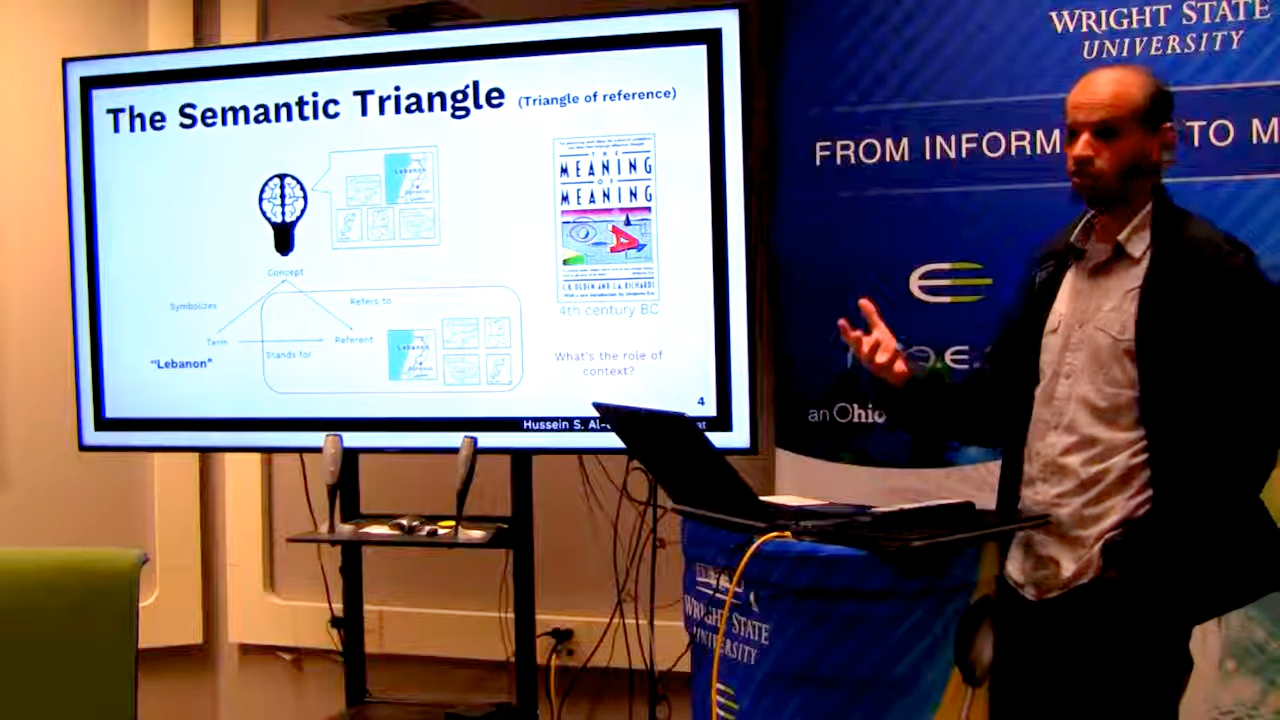 The Semantic Triangle (Triangle of reference)
Lebanon
THE
MEANING
OF
MEANING
C.K. OGDEN AND I.A. RICHARDS
Concept
Symbolizes
Refers to
Term
Referent
Stands for
"Lebanon"
Lebanon
4th century BC
What's the role of
context?
4
Hussein S. Al-
WRIGHT STATE
UNIVERSITY
FROM INFORM TO M
an Ohio
WRIGHT STATE
UNIVERSITY